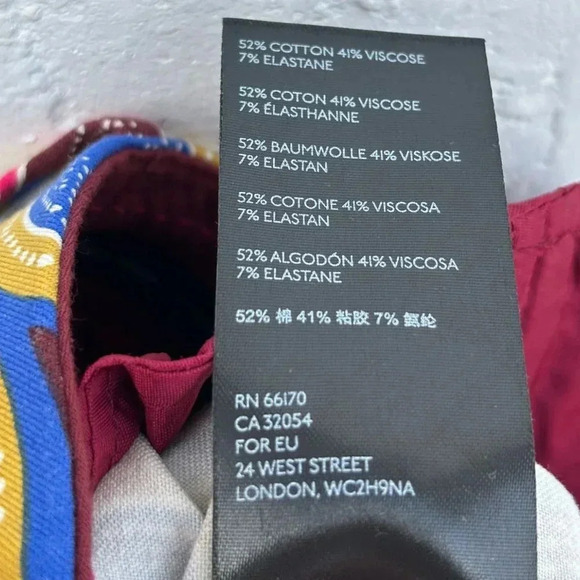 52% COTTON 41% VISCOSE
7% ELASTANE
52% COTON 41% VISCOSE
7% ÉLASTHANNE
52% BAUMWOLLE 41% VISKOSE
7% ELASTAN
52% COTONE 41% VISCOSA
7% ELASTAN
52% ALGODÓN 41% VISCOSA
7% ELASTANE
52% 棉 41% 粘胶 7% 氨纶
RN 66170
CA 32054
FOR EU
24 WEST STREET
LONDON, WC2H9NA